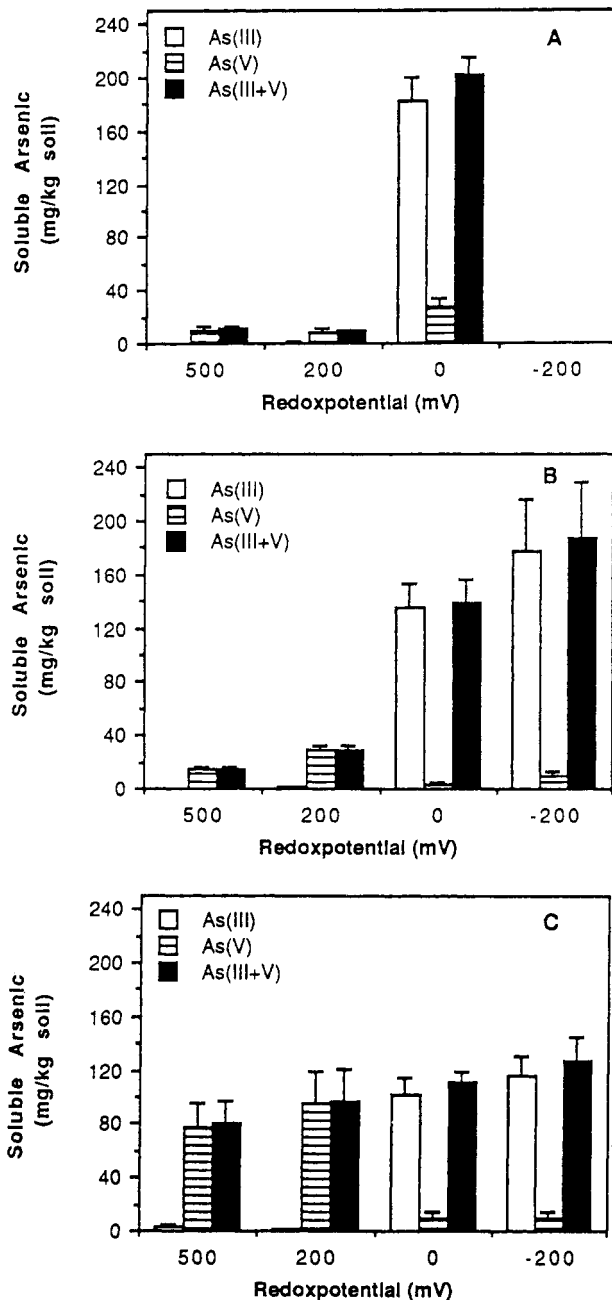 A
As(III)
As(V)
As(III+V)
Soluble Arsenic
(mg/kg soil)
240
200
160
120
80
40
0
500 200 0 -200
Redoxpotential (mV)
B
As(III)
As(V)
As(III+V)
Soluble Arsenic
(mg/kg soil)
240
200
160
120
80
40
0
500 200 0 -200
Redoxpotential (mV)
C
As(III)
As(V)
As(III+V)
Soluble Arsenic
(mg/kg soil)
240
200
160
120
80
40
0
500 200 0 -200
Redoxpotential (mV)